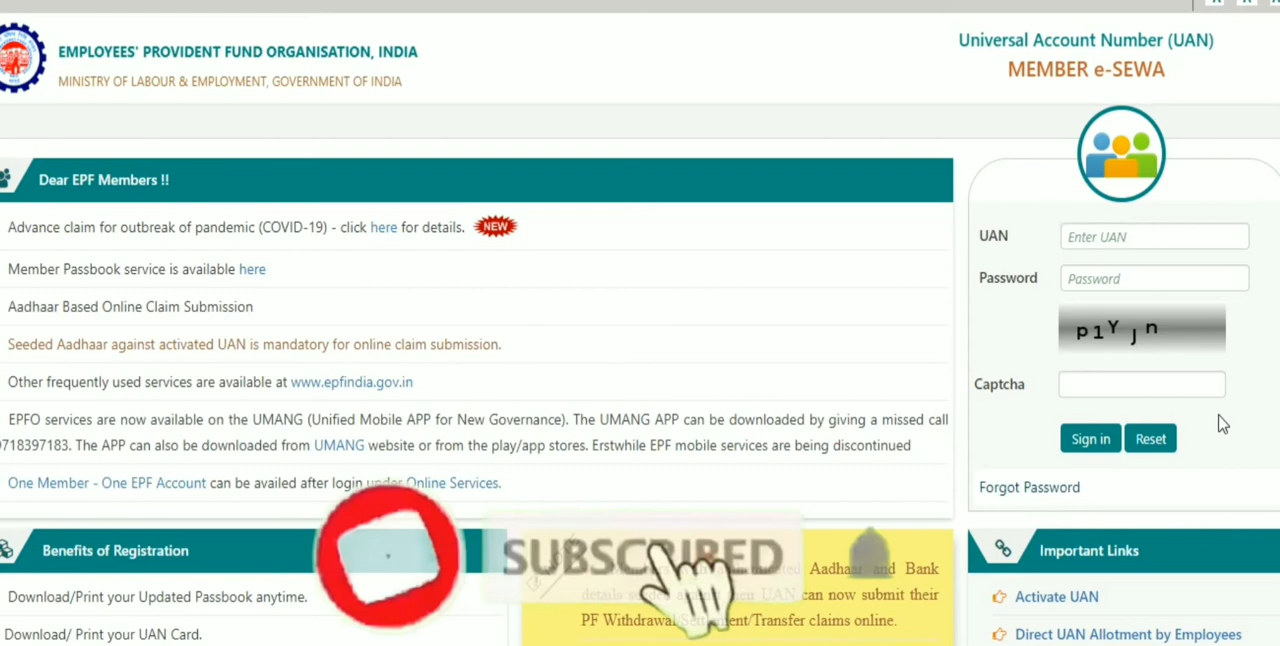 EMPLOYEES' PROVIDENT FUND ORGANISATION, INDIA
MINISTRY OF LABOUR & EMPLOYMENT, GOVERNMENT OF INDIA
Universal Account Number (UAN)
MEMBER e-SEWA
Dear EPF Members !!
Advance claim for outbreak of pandemic (COVID-19) - click here for details. NEW
Member Passbook service is available here
Aadhaar Based Online Claim Submission
Seeded Aadhaar against activated UAN is mandatory for online claim submission.
Other frequently used services are available at www.epfindia.gov.in
EPFO services are now available on the UMANG (Unified Mobile APP for New Governance). The UMANG APP can be downloaded by giving a missed call
9718397183. The APP can also be downloaded from UMANG website or from the play/app stores. Erstwhile EPF mobile services are being discontinued
One Member - One EPF Account can be availed after login under Online Services.
UAN
Enter UAN
Password
Password
p1YJn
Captcha
Sign in
Reset
Forgot Password
Benefits of Registration
Download/Print your Updated Passbook anytime.
Download/ Print your UAN Card.
SUBSCRIBED
Aadhaar and Bank
details UAN can now submit their
PF Withdrawal/Settlement/Transfer claims online.
Important Links
Activate UAN
Direct UAN Allotment by Employees